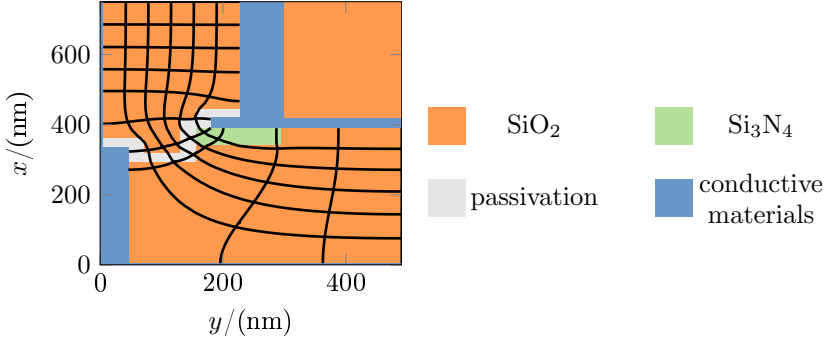 600
400
200
0
0 200 400
x/(nm)
y/(nm)
SiO₂ Si₃N₄
passivation conductive
materials